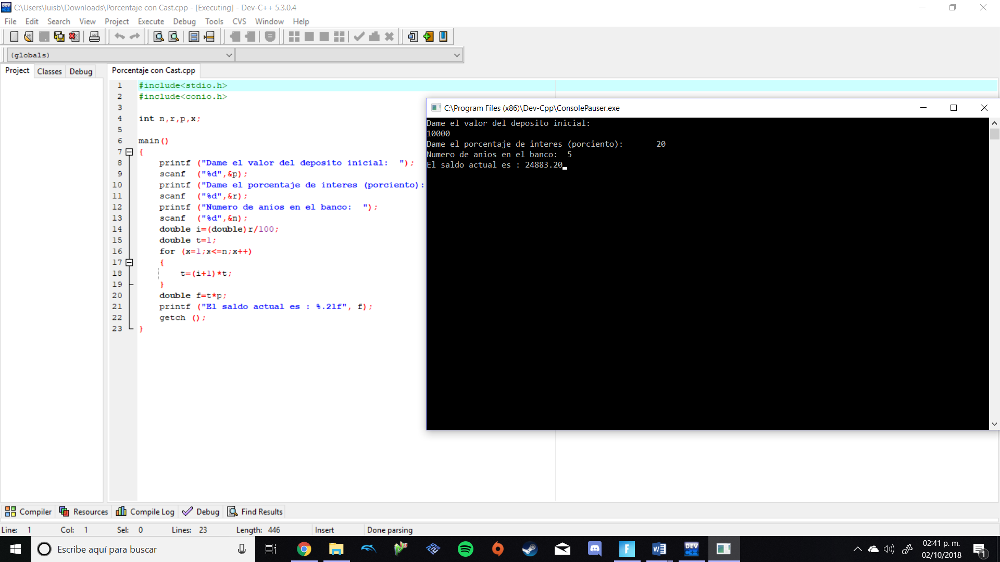 C:\Users\luisb\Downloads\Porcentaje con Cast.cpp - [Executing] - Dev-C++ 5.3.0.4
File Edit Search View Project Execute Debug Tools CVS Window Help
(globals)
Project Classes Debug
Porcentaje con Cast.cpp
1 #include<stdio.h>
2 #include<conio.h>
3
4 int n,r,p,x;
5
6 main()
7 {
8 printf ("Dame el valor del deposito inicial:  ");
9 scanf  ("%d",&p);
10 printf ("Dame el porcentaje de interes (porciento):
11 scanf  ("%d",&r);
12 printf ("Numero de anios en el banco:  ");
13 scanf  ("%d",&n);
14 double i=(double)r/100;
15 double t=1;
16 for (x=1;x<=n;x++)
17 {
18 t=(i+1)*t;
19 }
20 double f=t*p;
21 printf ("El saldo actual es : %.2lf", f);
22 getch ();
23 }
C:\Program Files (x86)\Dev-Cpp\ConsolePauser.exe
Dame el valor del deposito inicial:
10000
Dame el porcentaje de interes (porciento):       20
Numero de anios en el banco:  5
El saldo actual es : 24883.20
Compiler Resources Compile Log Debug Find Results
Line: 1 Col: 1 Sel: 0 Lines: 23 Length: 446 Insert Done parsing
Escribe aquí para buscar
DEV C++
02:41 p. m.
02/10/2018
1